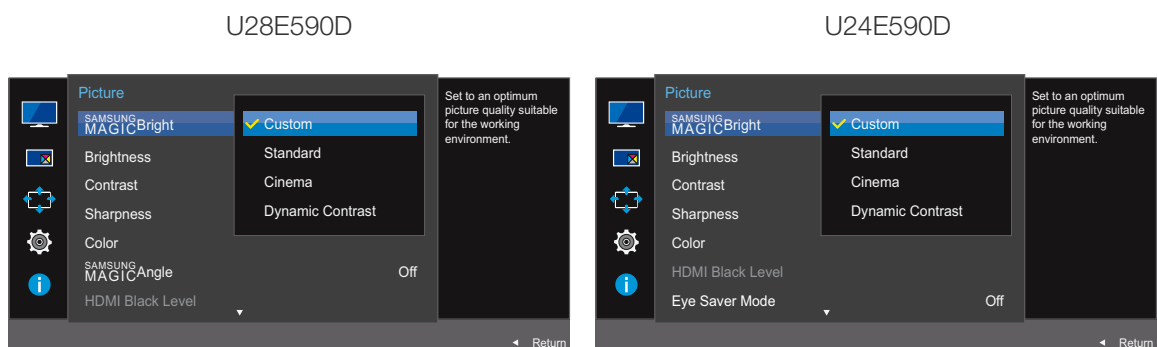 U28E590D
Picture
SAMSUNG
MAGICBright
Brightness
Contrast
Sharpness
Color
SAMSUNG
MAGICAngle
Off
HDMI Black Level
Custom
Standard
Cinema
Dynamic Contrast
Set to an optimum
picture quality suitable
for the working
environment.
Return
U24E590D
Picture
SAMSUNG
MAGICBright
Brightness
Contrast
Sharpness
Color
HDMI Black Level
Eye Saver Mode
Off
Custom
Standard
Cinema
Dynamic Contrast
Set to an optimum
picture quality suitable
for the working
environment.
Return